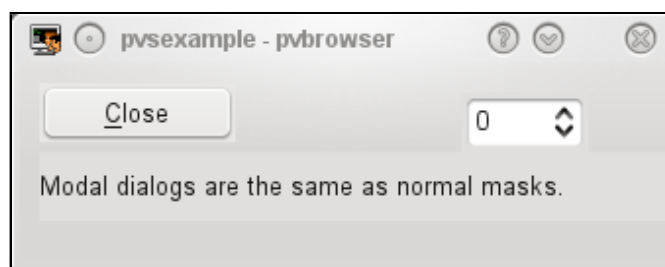 pvsexample - pvbrowser
Close
0
Modal dialogs are the same as normal masks.